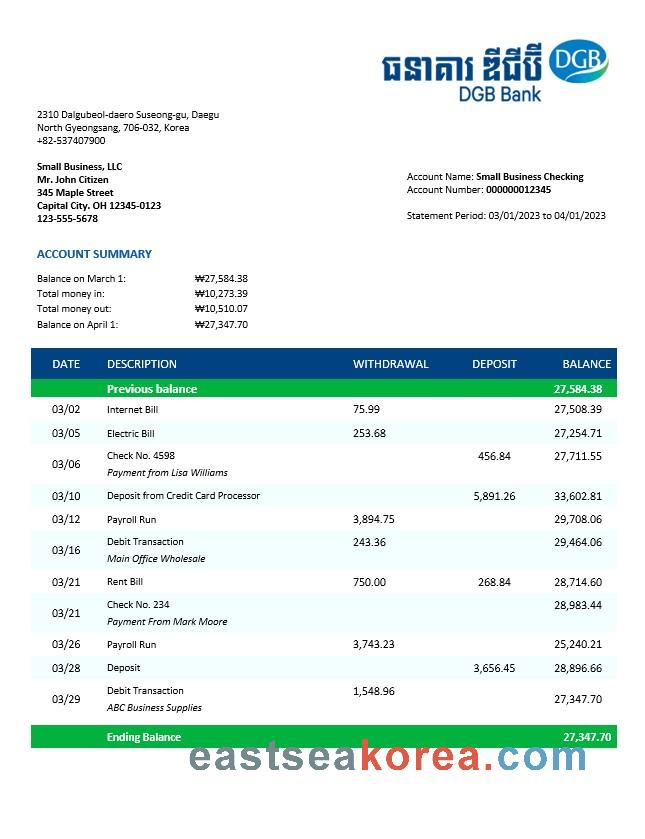 ធនាគារ ឌីជីប៊ី DGB
DGB Bank
2310 Dalgubeol-daero Suseong-gu, Daegu
North Gyeongsang, 706-032, Korea
+82-537407900
Small Business, LLC
Mr. John Citizen
345 Maple Street
Capital City. OH 12345-0123
123-555-5678
Account Name: Small Business Checking
Account Number: 000000012345
Statement Period: 03/01/2023 to 04/01/2023
ACCOUNT SUMMARY
Balance on March 1: ₩27,584.38
Total money in: ₩10,273.39
Total money out: ₩10,510.07
Balance on April 1: ₩27,347.70
DATE DESCRIPTION WITHDRAWAL DEPOSIT BALANCE
Previous balance 27,584.38
03/02 Internet Bill 75.99 27,508.39
03/05 Electric Bill 253.68 27,254.71
03/06 Check No. 4598 456.84 27,711.55
Payment from Lisa Williams
03/10 Deposit from Credit Card Processor 5,891.26 33,602.81
03/12 Payroll Run 3,894.75 29,708.06
03/16 Debit Transaction 243.36 29,464.06
Main Office Wholesale
03/21 Rent Bill 750.00 268.84 28,714.60
03/21 Check No. 234 28,983.44
Payment From Mark Moore
03/26 Payroll Run 3,743.23 25,240.21
03/28 Deposit 3,656.45 28,896.66
03/29 Debit Transaction 1,548.96 27,347.70
ABC Business Supplies
Ending Balance 27,347.70
eastseakorea.com